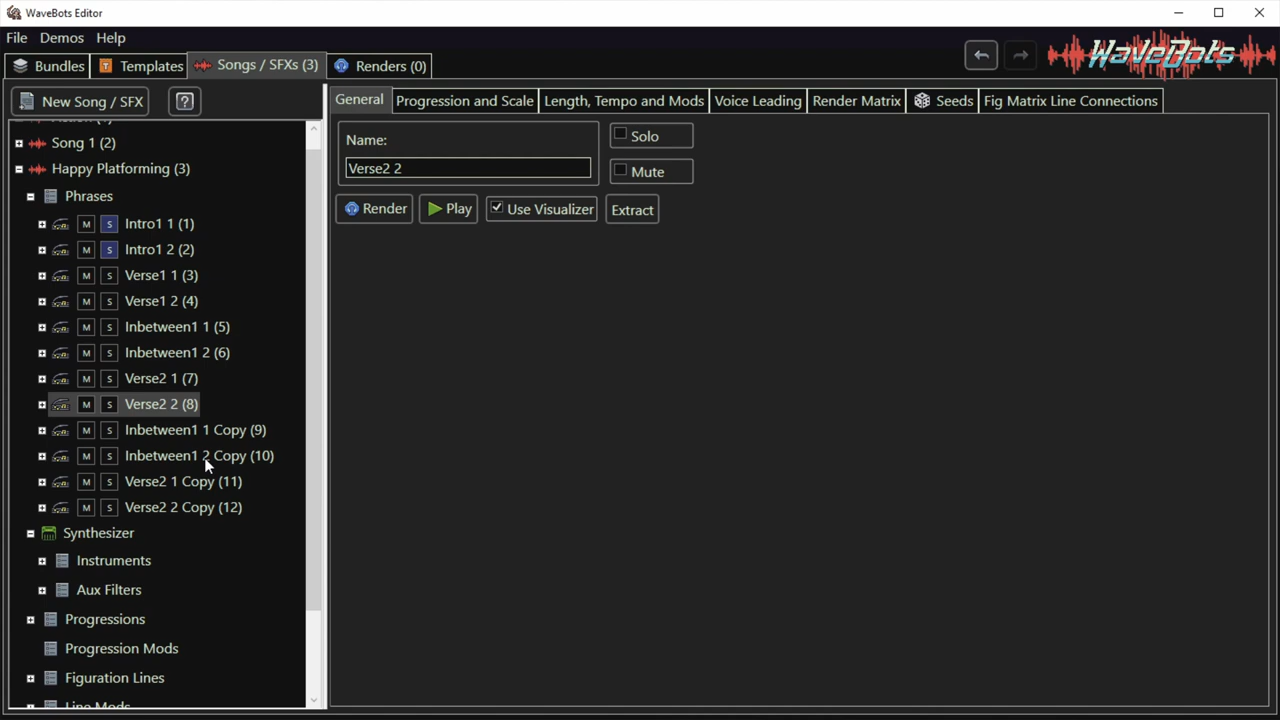 WaveBots Editor
File Demos Help
Bundles Templates Songs / SFXs (3) Renders (0)
WaveBots
New Song / SFX ?
General Progression and Scale Length, Tempo and Mods Voice Leading Render Matrix Seeds Fig Matrix Line Connections
Song 1 (2)
Happy Platforming (3)
Phrases
M S Intro1 1 (1)
M S Intro1 2 (2)
M S Verse1 1 (3)
M S Verse1 2 (4)
M S Inbetween1 1 (5)
M S Inbetween1 2 (6)
M S Verse2 1 (7)
M S Verse2 2 (8)
M S Inbetween1 1 Copy (9)
M S Inbetween1 2 Copy (10)
M S Verse2 1 Copy (11)
M S Verse2 2 Copy (12)
Synthesizer
Instruments
Aux Filters
Progressions
Progression Mods
Figuration Lines
Line Mods
Name:
Verse2 2
Solo
Mute
Render Play Use Visualizer Extract